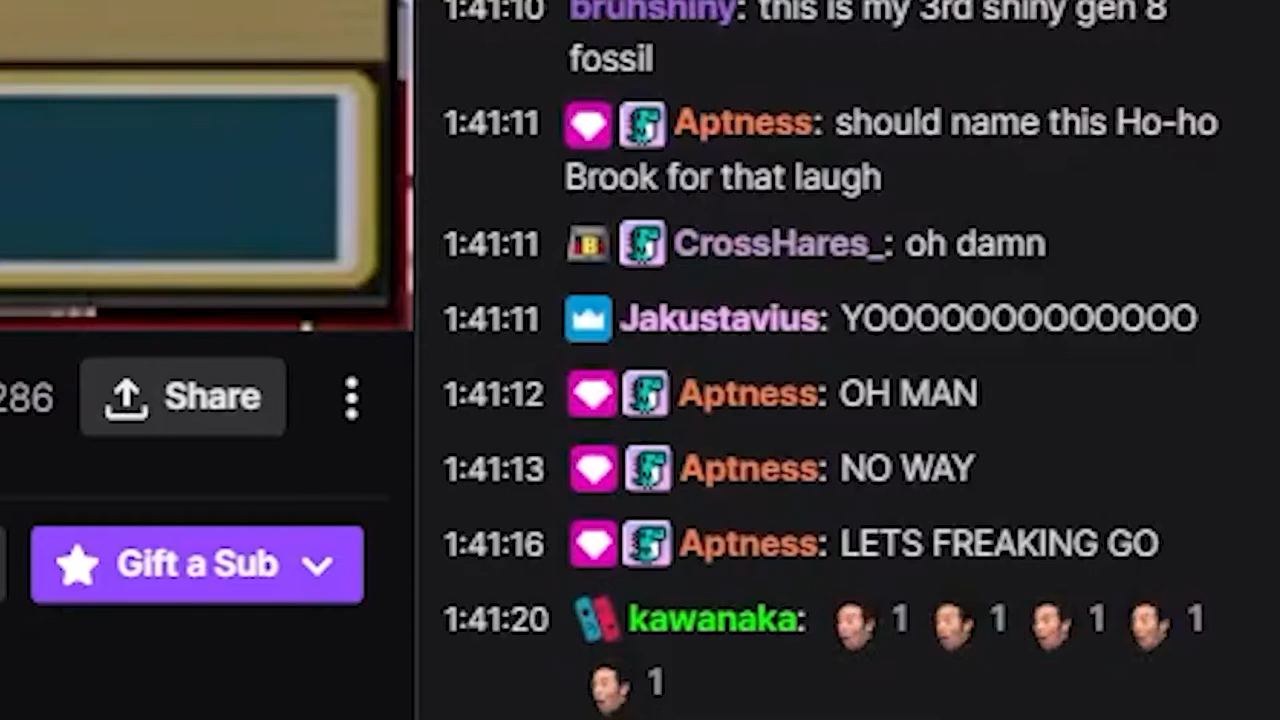 1:41:10 bruhshiny: this is my 3rd shiny gen 8
fossil
1:41:11 Aptness: should name this Ho-ho
Brook for that laugh
1:41:11 B CrossHares_: oh damn
1:41:11 Jakustavius: YOOOOOOOOOOOOOO
286 Share
1:41:12 Aptness: OH MAN
1:41:13 Aptness: NO WAY
Gift a Sub
1:41:16 Aptness: LETS FREAKING GO
1:41:20 kawanaka: 1 1 1 1
1